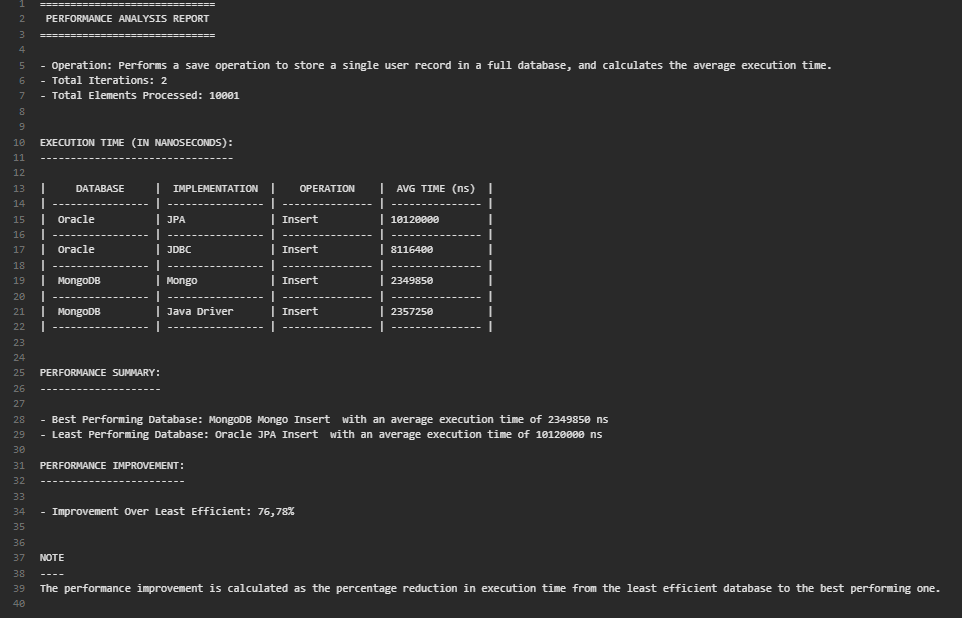 1 =============================
2 PERFORMANCE ANALYSIS REPORT
3 =============================
4
5 - Operation: Performs a save operation to store a single user record in a full database, and calculates the average execution time.
6 - Total Iterations: 2
7 - Total Elements Processed: 10001
8
9
10 EXECUTION TIME (IN NANOSECONDS):
11 --------------------------------
12
13 |     DATABASE     |  IMPLEMENTATION  |    OPERATION    |  AVG TIME (ns)  |
14 | ---------------- | ---------------- | --------------- | --------------- |
15 |  Oracle          | JPA              | Insert          | 10120000        |
16 | ---------------- | ---------------- | --------------- | --------------- |
17 |  Oracle          | JDBC             | Insert          | 8116400         |
18 | ---------------- | ---------------- | --------------- | --------------- |
19 |  MongoDB         | Mongo            | Insert          | 2349850         |
20 | ---------------- | ---------------- | --------------- | --------------- |
21 |  MongoDB         | Java Driver      | Insert          | 2357250         |
22 | ---------------- | ---------------- | --------------- | --------------- |
23
24
25 PERFORMANCE SUMMARY:
26 --------------------
27
28 - Best Performing Database: MongoDB Mongo Insert  with an average execution time of 2349850 ns
29 - Least Performing Database: Oracle JPA Insert  with an average execution time of 10120000 ns
30
31 PERFORMANCE IMPROVEMENT:
32 ------------------------
33
34 - Improvement Over Least Efficient: 76,78%
35
36
37 NOTE
38 ----
39 The performance improvement is calculated as the percentage reduction in execution time from the least efficient database to the best performing one.
40